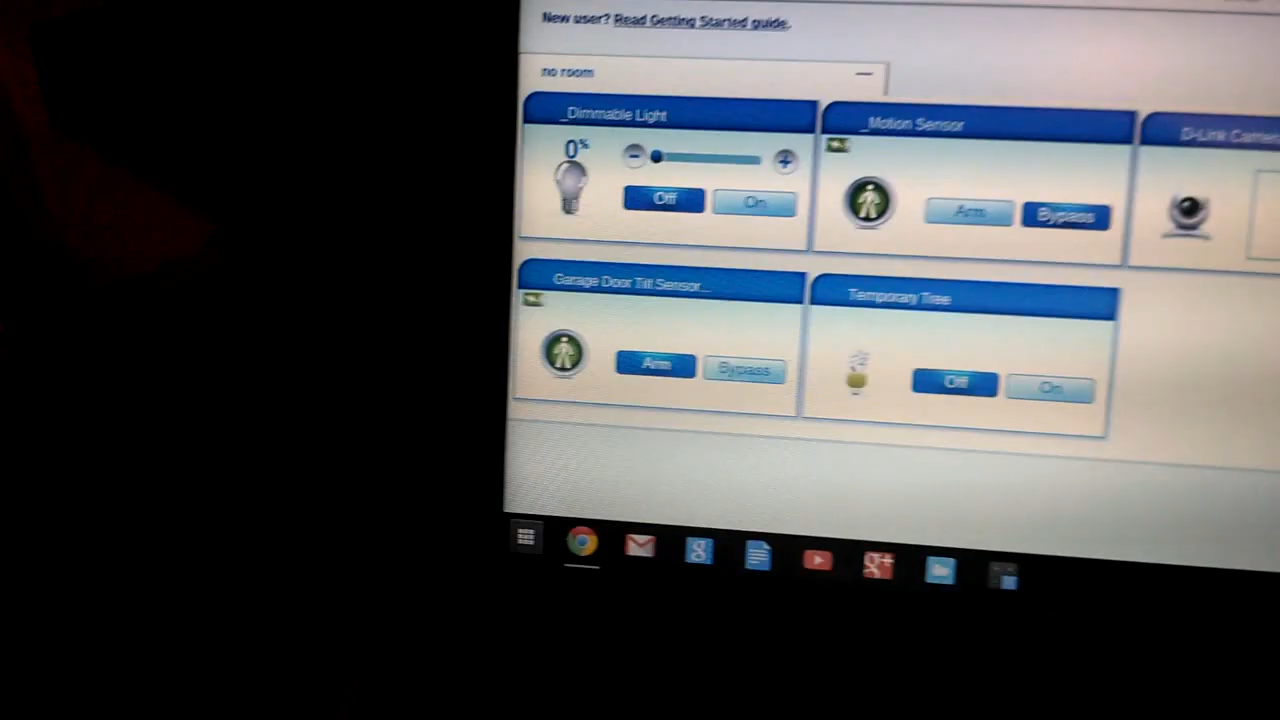 New user? Read Getting Started guide.
no room
_Dimmable Light
0%
Off
On
_Motion Sensor
Arm
Bypass
D-Link
Garage Door Tilt Sensor...
Arm
Bypass
Temporary Tree
Off
On